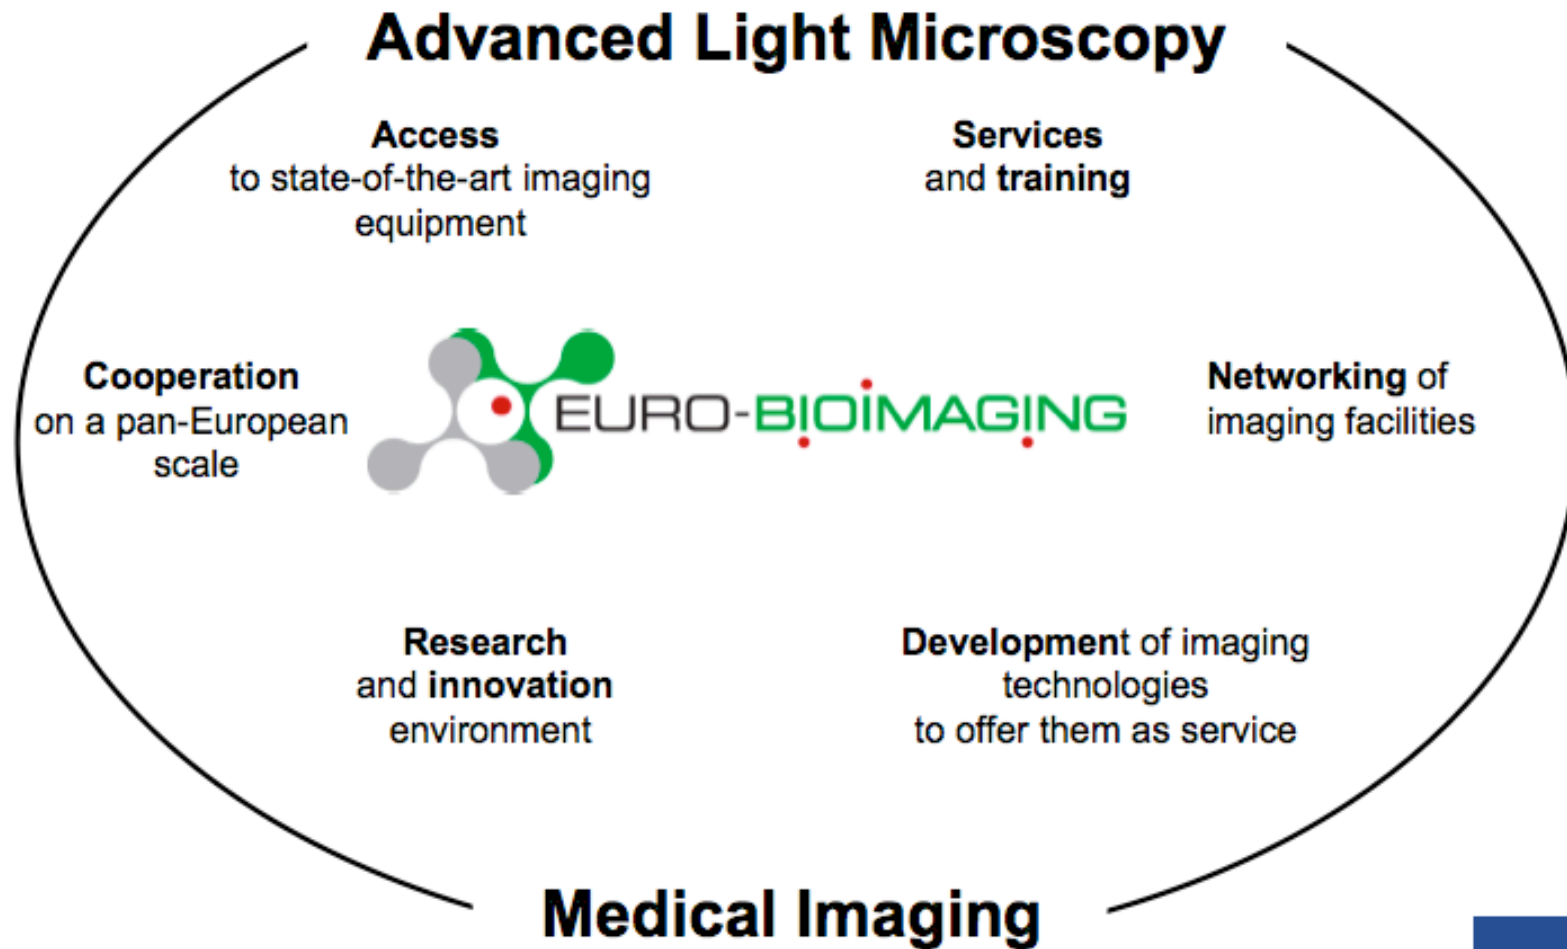 Advanced Light Microscopy
Access
to state-of-the-art imaging
equipment
Services
and training
Cooperation
on a pan-European
scale
EURO-BIOIMAGING
Networking of
imaging facilities
Research
and innovation
environment
Development of imaging
technologies
to offer them as service
Medical Imaging